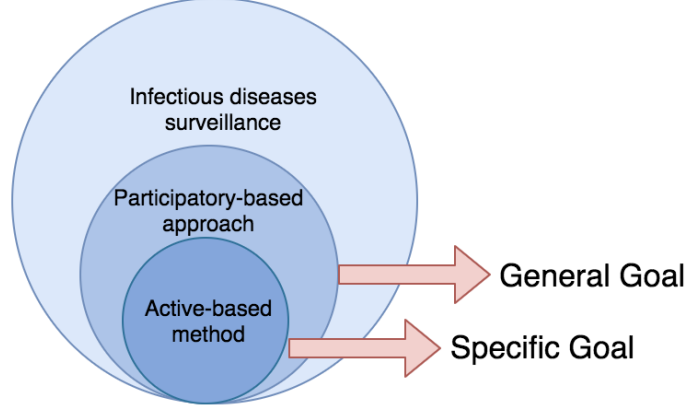 Infectious diseases
surveillance
Participatory-based
approach
General Goal
Active-based
method
Specific Goal